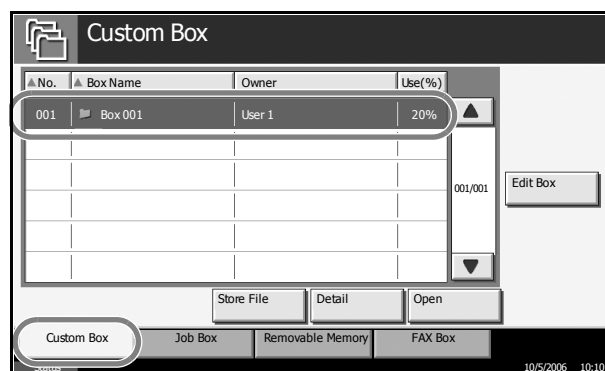 Custom Box
No. Box Name Owner Use(%)
001 Box 001 User 1 20%
001/001
Edit Box
Store File Detail Open
Custom Box Job Box Removable Memory FAX Box
Status 10/5/2006 10:10